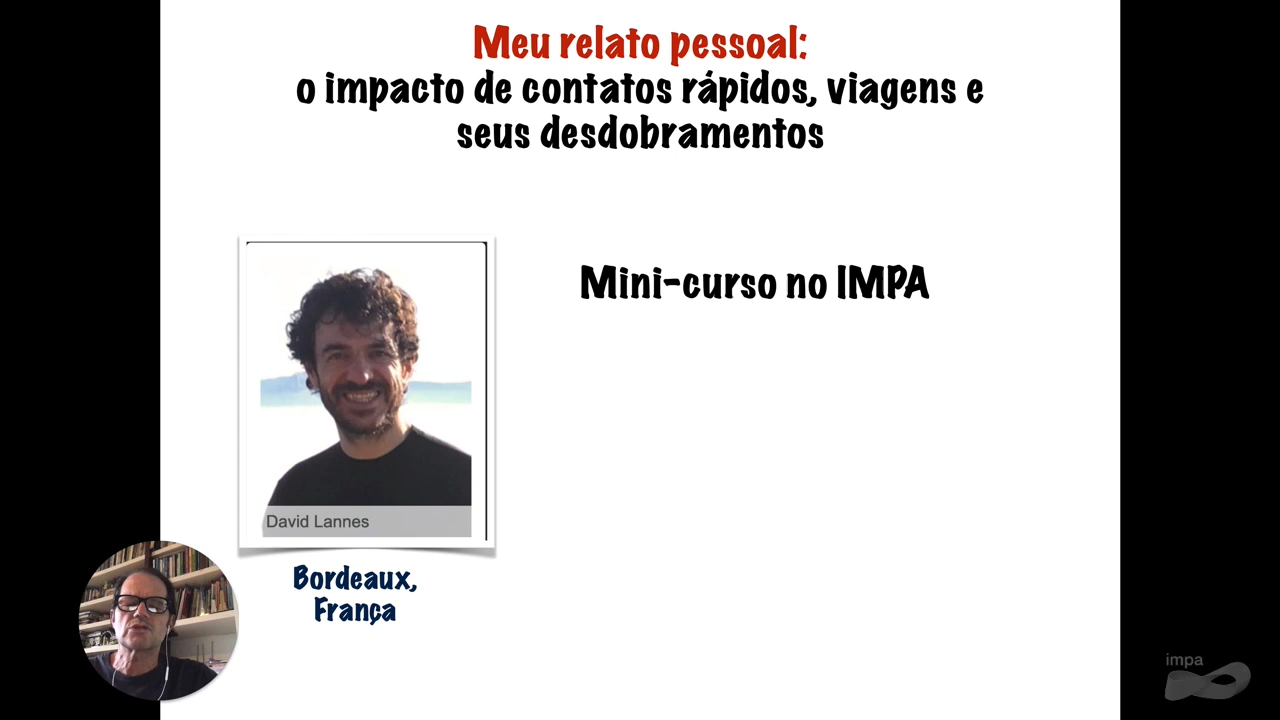 Meu relato pessoal:
o impacto de contatos rápidos, viagens e
seus desdobramentos
Mini-curso no IMPA
David Lannes
Bordeaux,
França
impa